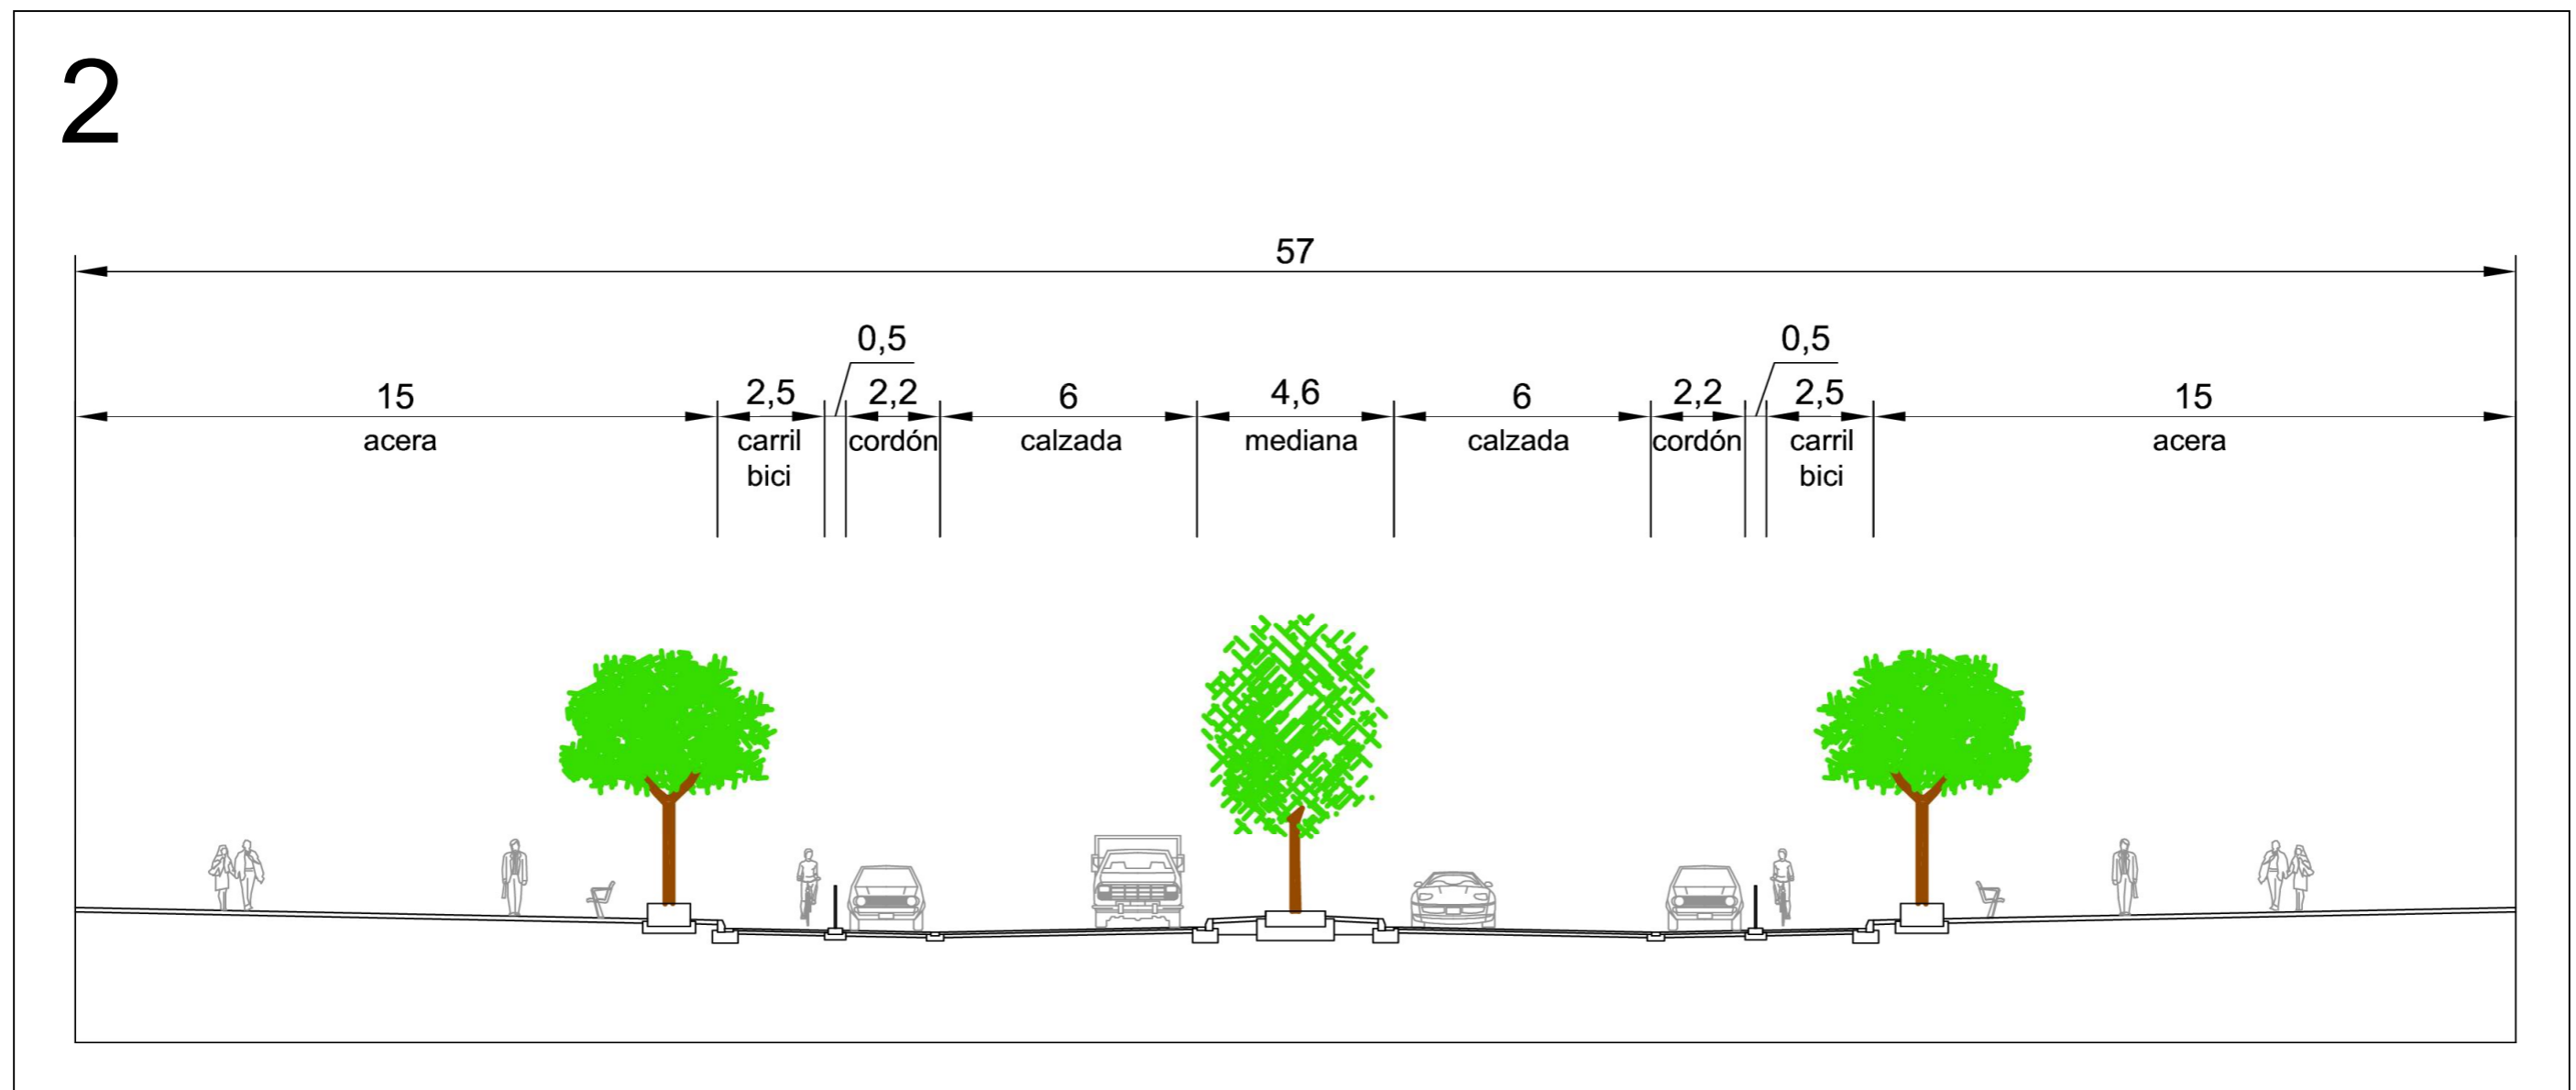 2
57
0,5 0,5
15 2,5 2,2 6 4,6 6 2,2 2,5 15
acera carril cordón calzada mediana calzada cordón carril acera
bici bici